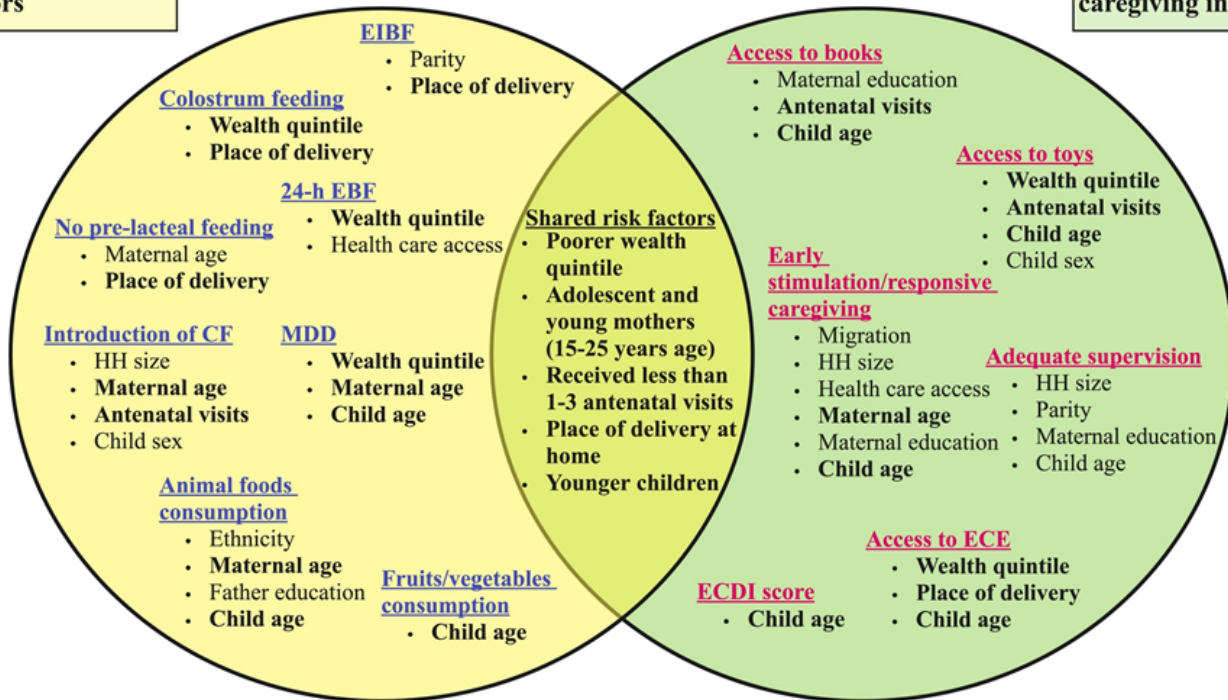 ors
caregiving in
EIBF
• Parity
• Place of delivery
Colostrum feeding
• Wealth quintile
• Place of delivery
24-h EBF
• Wealth quintile
• Health care access
No pre-lacteal feeding
• Maternal age
• Place of delivery
Introduction of CF
• HH size
• Maternal age
• Antenatal visits
• Child sex
MDD
• Wealth quintile
• Maternal age
• Child age
Animal foods
consumption
• Ethnicity
• Maternal age
• Father education
• Child age
Fruits/vegetables
consumption
• Child age
Shared risk factors
• Poorer wealth
quintile
• Adolescent and
young mothers
(15-25 years age)
• Received less than
1-3 antenatal visits
• Place of delivery at
home
• Younger children
Access to books
• Maternal education
• Antenatal visits
• Child age
Access to toys
• Wealth quintile
• Antenatal visits
• Child age
• Child sex
Early
stimulation/responsive
caregiving
• Migration
• HH size
• Health care access
• Maternal age
• Maternal education
• Child age
Adequate supervision
• HH size
• Parity
• Maternal education
• Child age
Access to ECE
• Wealth quintile
• Place of delivery
• Child age
ECDI score
• Child age